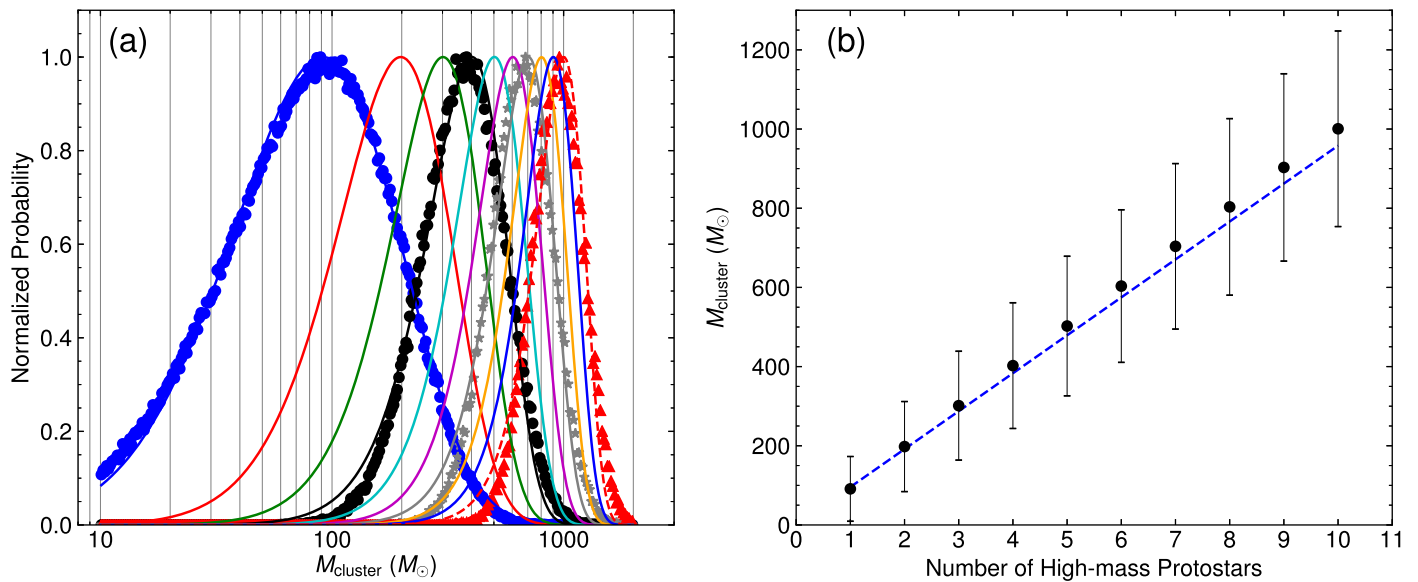 (a)
Normalized Probability
1.0
0.8
0.6
0.4
0.2
0.0
10
100
1000
M_cluster (M_⊙)
(b)
M_cluster (M_⊙)
1200
1000
800
600
400
200
0
0 1 2 3 4 5 6 7 8 9 10 11
Number of High-mass Protostars